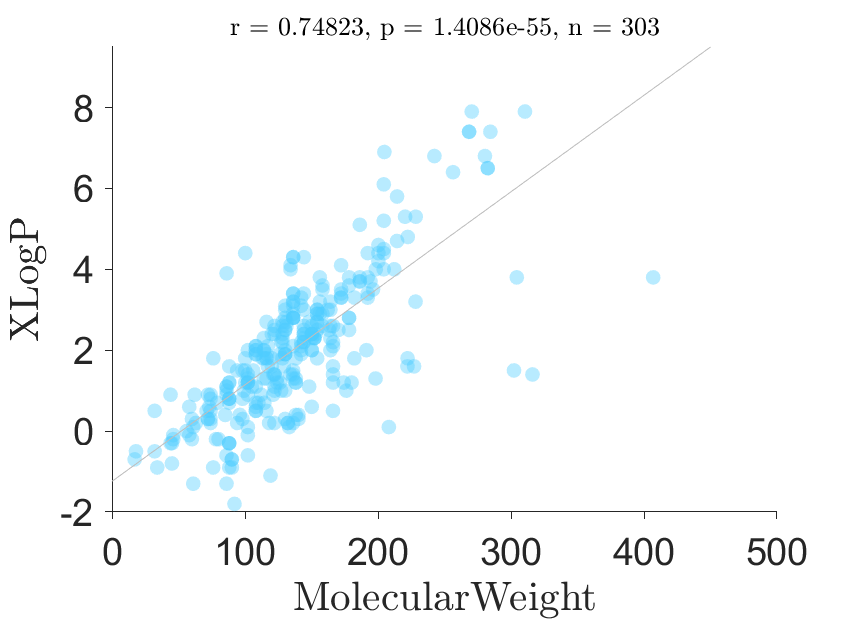 r = 0.74823, p = 1.4086e-55, n = 303
8
6
4
2
0
-2
XLogP
0 100 200 300 400 500
MolecularWeight